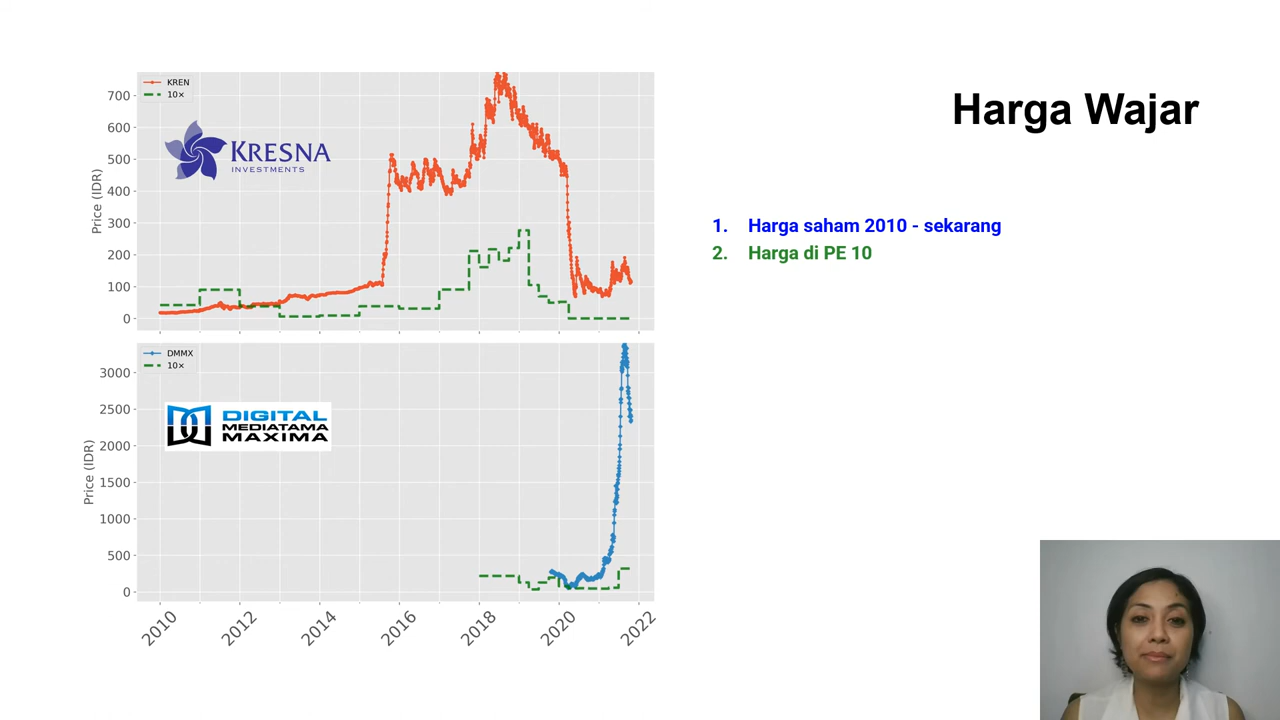 Harga Wajar
KREN
10×
KRESNA
INVESTMENTS
Price (IDR)
700
600
500
400
300
200
100
0
1. Harga saham 2010 - sekarang
2. Harga di PE 10
DMMX
10×
DIGITAL
MEDIATAMA
MAXIMA
Price (IDR)
3000
2500
2000
1500
1000
500
0
2010 2012 2014 2016 2018 2020 2022